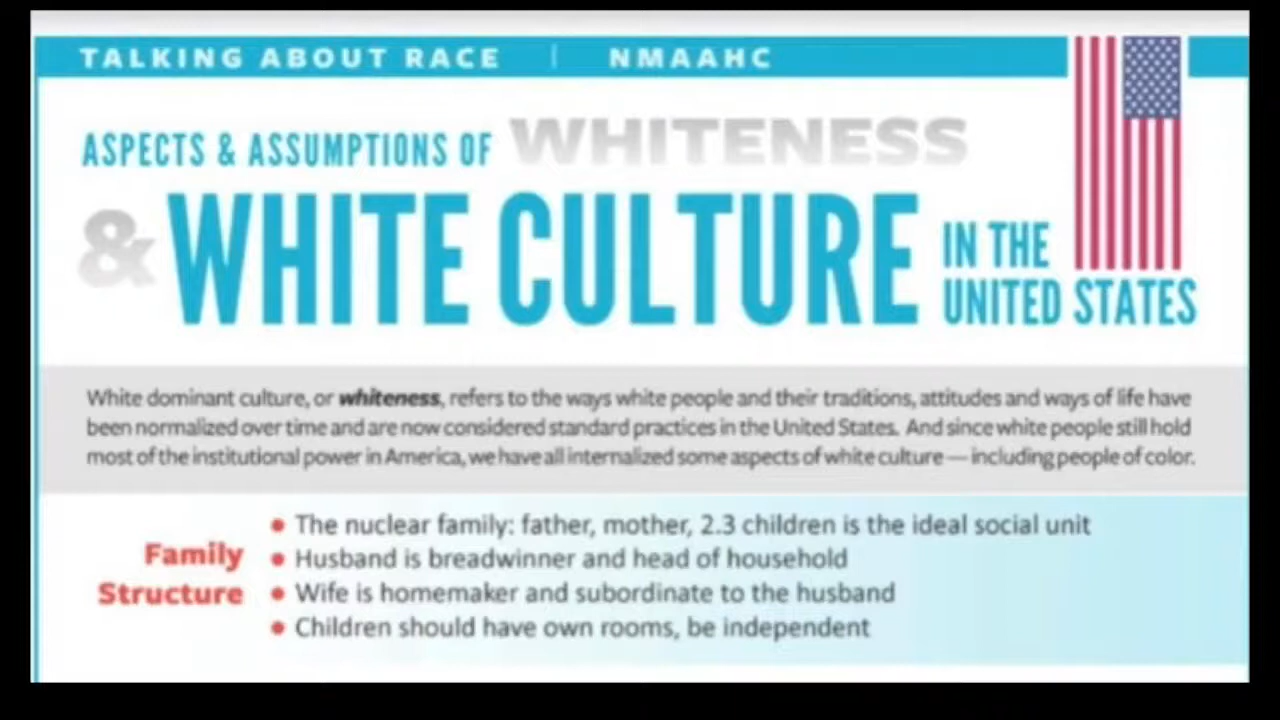 TALKING ABOUT RACE | NMAAHC
ASPECTS & ASSUMPTIONS OF WHITENESS
& WHITE CULTURE IN THE
UNITED STATES
White dominant culture, or whiteness, refers to the ways white people and their traditions, attitudes and ways of life have
been normalized over time and are now considered standard practices in the United States. And since white people still hold
most of the institutional power in America, we have all internalized some aspects of white culture — including people of color.
Family
Structure
• The nuclear family: father, mother, 2.3 children is the ideal social unit
• Husband is breadwinner and head of household
• Wife is homemaker and subordinate to the husband
• Children should have own rooms, be independent